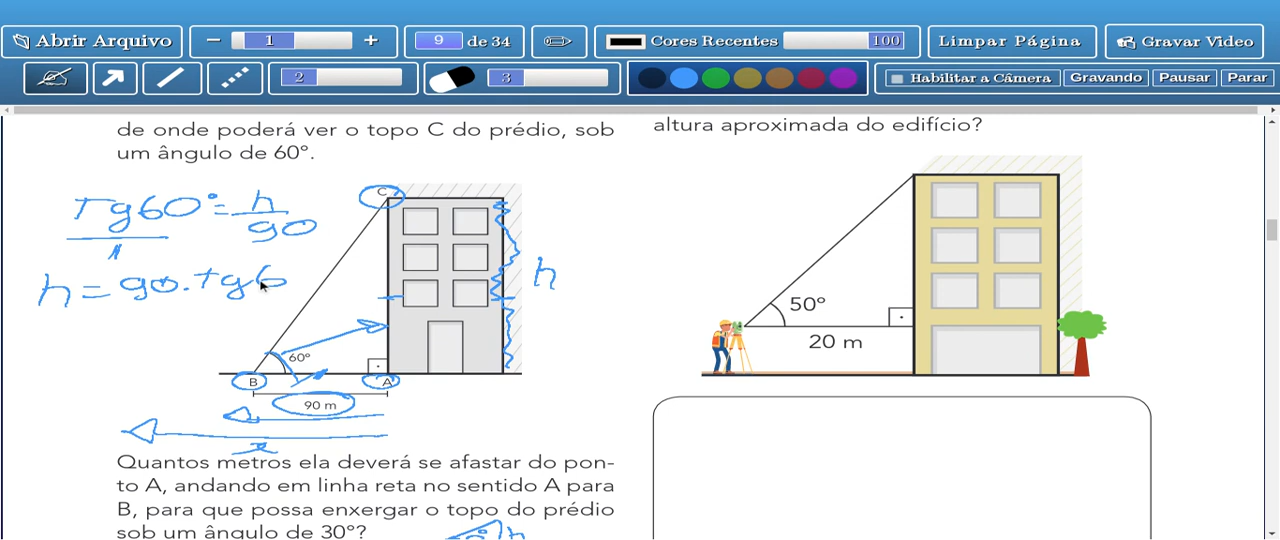 Abrir Arquivo
− 1 +
9 de 34
Cores Recentes 100
Limpar Página
Gravar Video
2
3
Habilitar a Câmera
Gravando
Pausar
Parar
de onde poderá ver o topo C do prédio, sob
um ângulo de 60°.
Tg60°=h/90
1
h=90.tg6
C
h
60°
B
A
90 m
x
Quantos metros ela deverá se afastar do pon-
to A, andando em linha reta no sentido A para
B, para que possa enxergar o topo do prédio
sob um ângulo de 30°?
h
altura aproximada do edifício?
50°
20 m